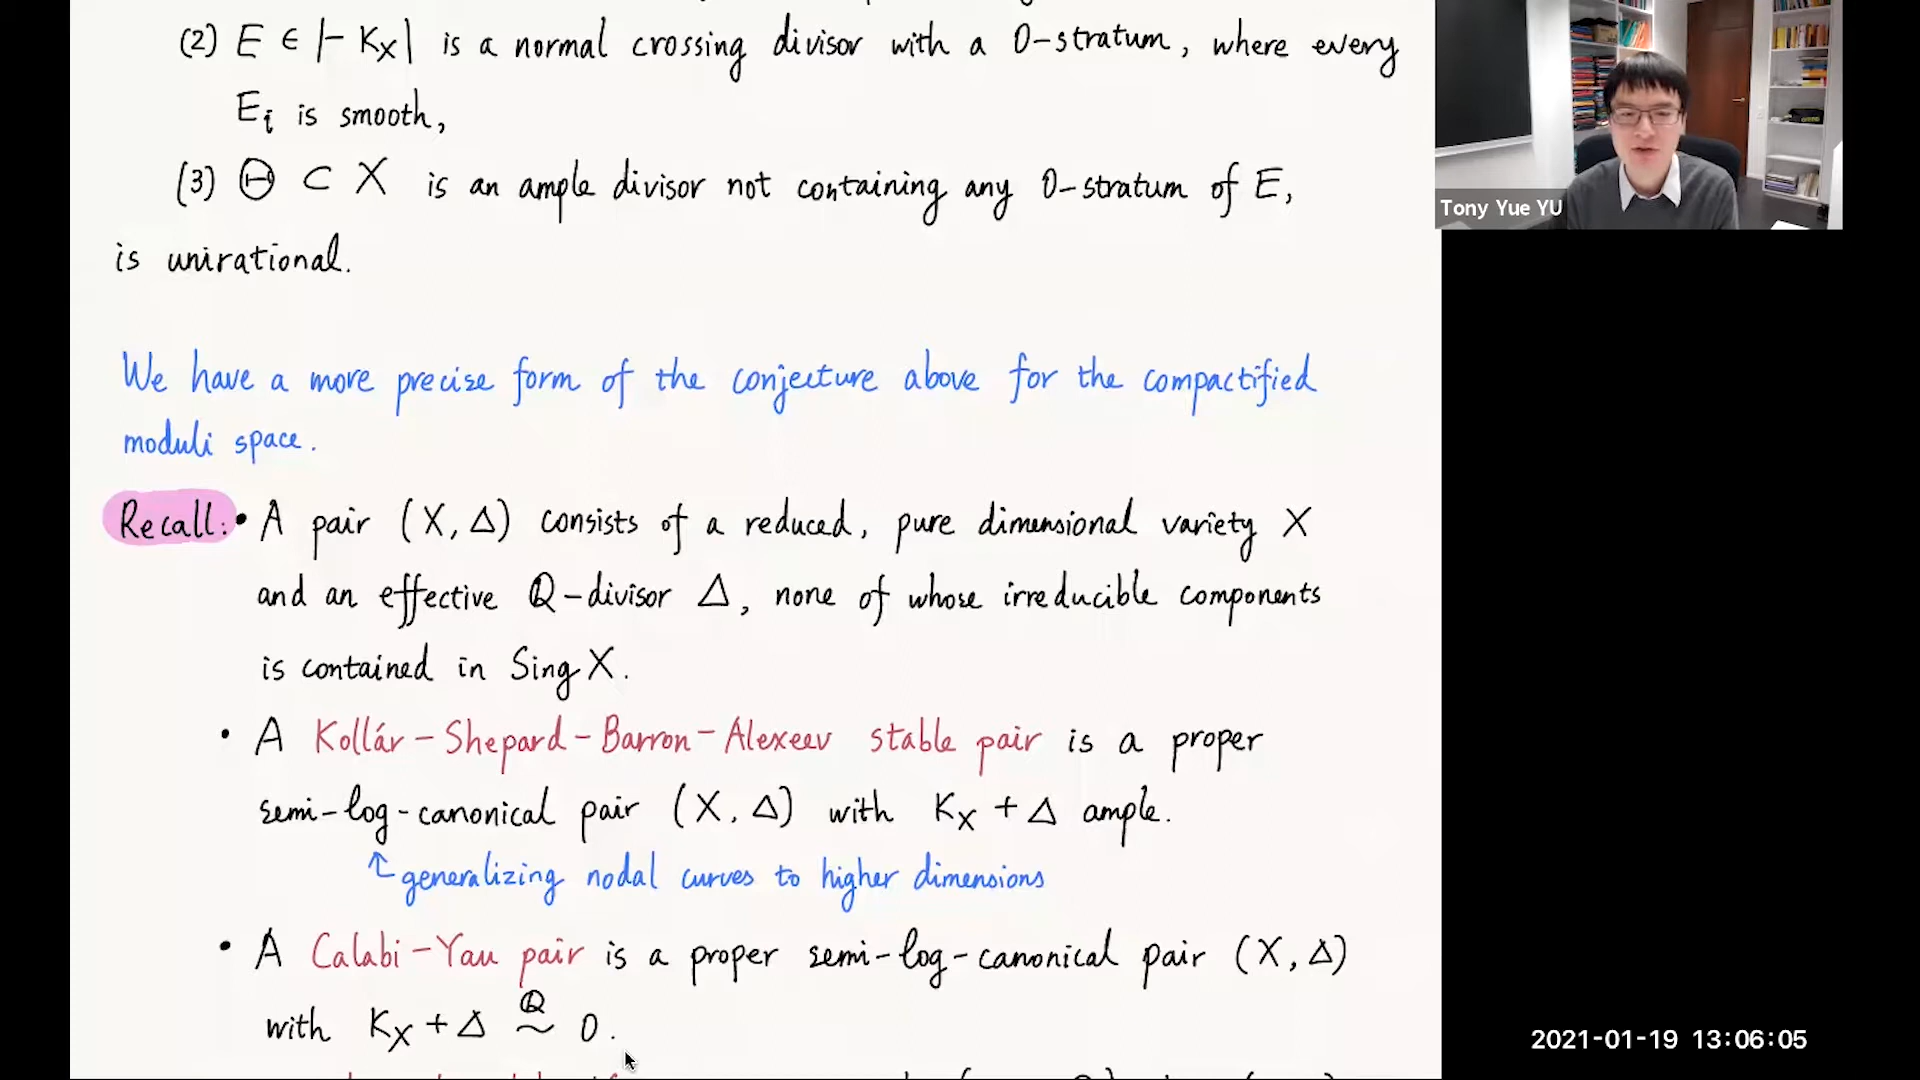 (2) E ∈ |-K_X| is a normal crossing divisor with a 0-stratum, where every
E_i is smooth,
(3) Θ ⊂ X is an ample divisor not containing any 0-stratum of E,
is unirational.
We have a more precise form of the conjecture above for the compactified
moduli space.
Recall: • A pair (X, Δ) consists of a reduced, pure dimensional variety X
and an effective Q-divisor Δ, none of whose irreducible components
is contained in Sing X.
• A Kollár-Shepard-Barron-Alexeev stable pair is a proper
semi-log-canonical pair (X, Δ) with K_X + Δ ample.
↑ generalizing nodal curves to higher dimensions
• A Calabi-Yau pair is a proper semi-log-canonical pair (X, Δ)
with K_X + Δ ~^Q 0.
Tony Yue YU
2021-01-19 13:06:05